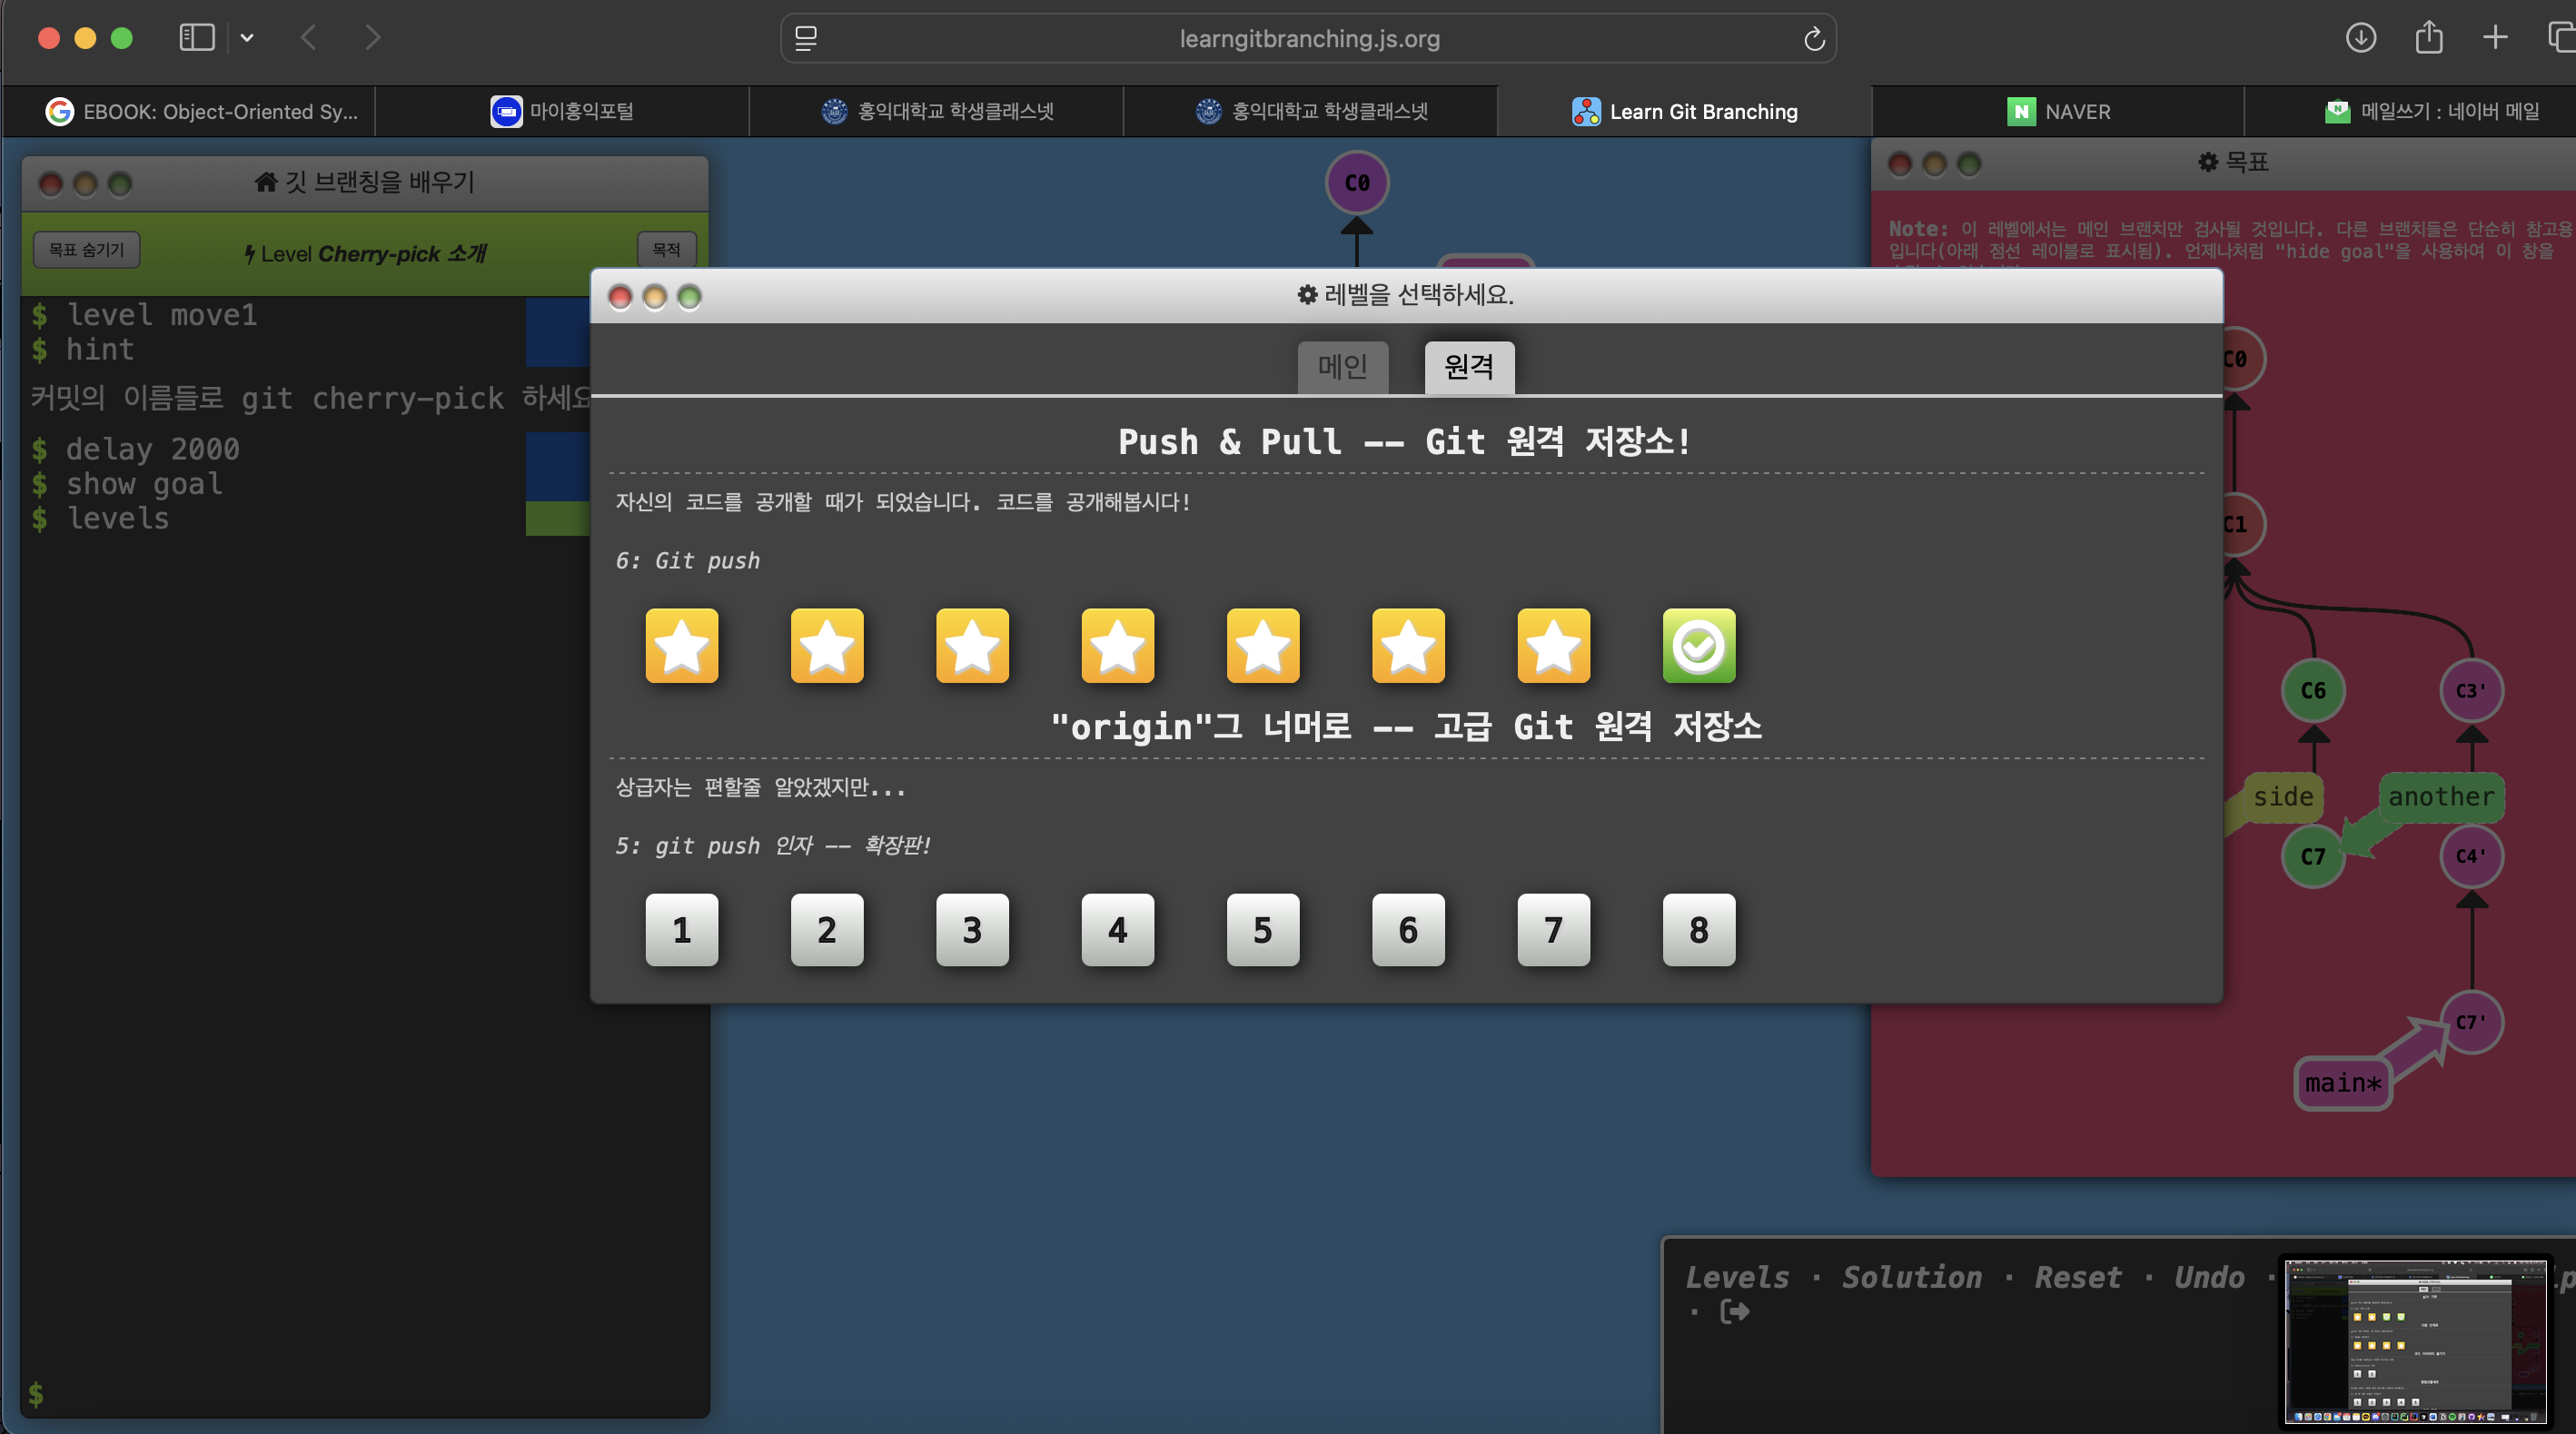 learngitbranching.js.org
EBOOK: Object-Oriented Sy...
마이홍익포털
홍익대학교 학생클래스넷
홍익대학교 학생클래스넷
Learn Git Branching
N NAVER
메일쓰기 : 네이버 메일
깃 브랜칭을 배우기
목표 숨기기
Level Cherry-pick 소개
목적
$ level move1
$ hint
커밋의 이름들로 git cherry-pick 하세요
$ delay 2000
$ show goal
$ levels
$
C0
목표
Note: 이 레벨에서는 메인 브랜치만 검사될 것입니다. 다른 브랜치들은 단순히 참고용
입니다(아래 점선 레이블로 표시됨). 언제나처럼 "hide goal"을 사용하여 이 창을
레벨을 선택하세요.
메인
원격
Push & Pull -- Git 원격 저장소!
자신의 코드를 공개할 때가 되었습니다. 코드를 공개해봅시다!
6: Git push
"origin"그 너머로 -- 고급 Git 원격 저장소
상급자는 편할줄 알았겠지만...
5: git push 인자 -- 확장판!
1 2 3 4 5 6 7 8
C0
C1
C6
C3'
side
another
C7
C4'
C7'
main*
Levels · Solution · Reset · Undo ·
·